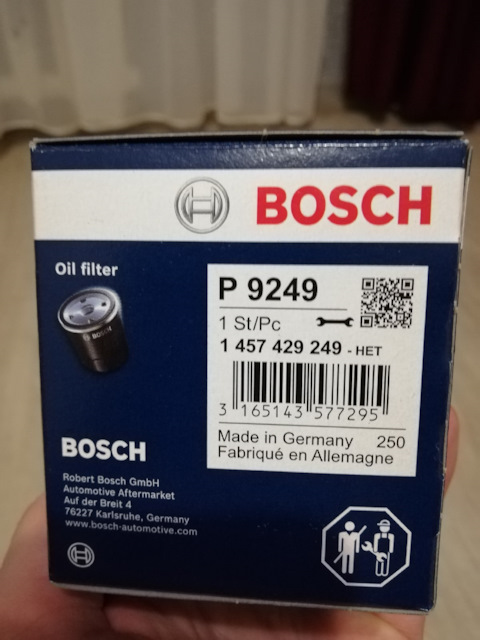 BOSCH
Oil filter
P 9249
1 St/Pc
1 457 429 249 - HET
BOSCH
3 165143 577295
Made in Germany 250
Fabriqué en Allemagne
BOSCH
Robert Bosch GmbH
Automotive Aftermarket
Auf der Breit 4
76227 Karlsruhe, Germany
www.bosch-automotive.com